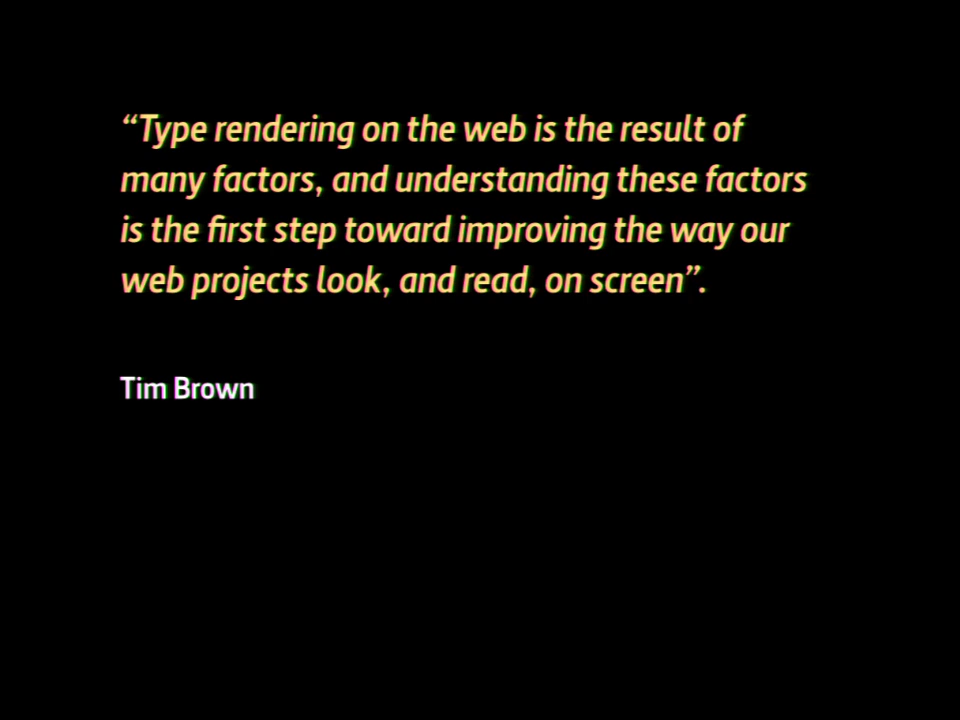 “Type rendering on the web is the result of
many factors, and understanding these factors
is the first step toward improving the way our
web projects look, and read, on screen”.
Tim Brown